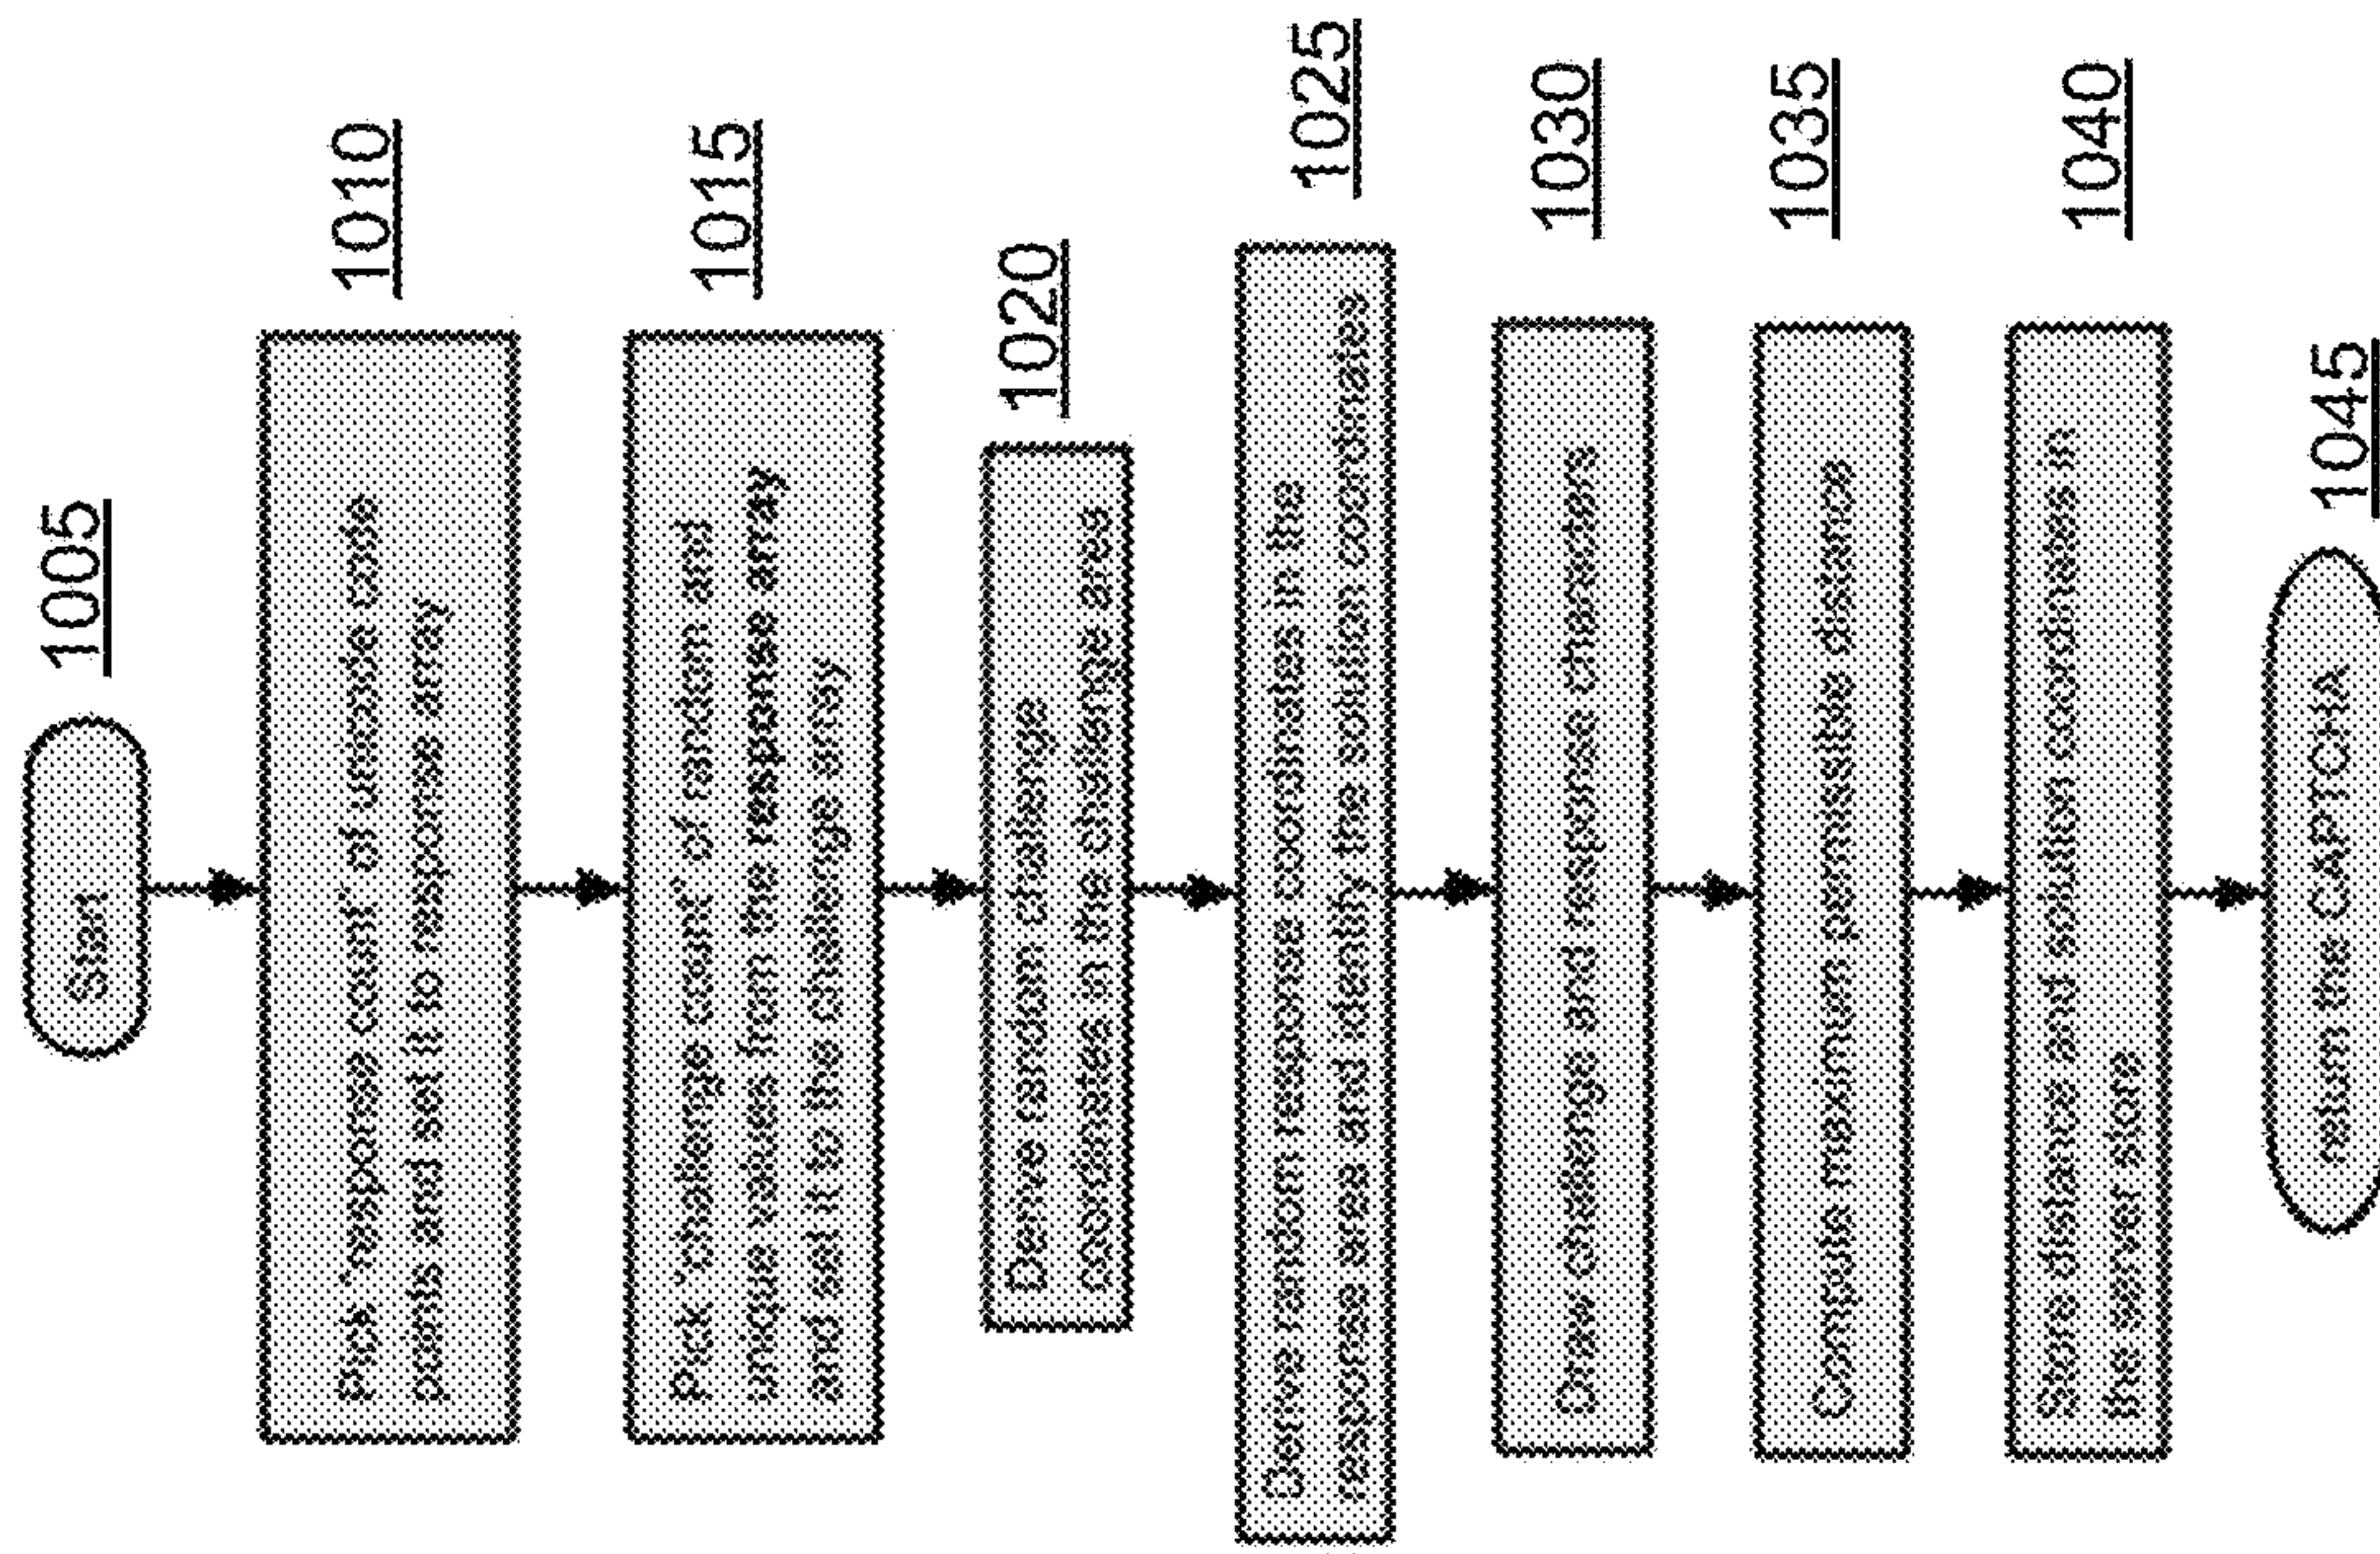 Start
1005
Pick 'response count' of unicode code
points and set it to response array
1010
Pick 'challenge count' of random and
unique values from the response array
and set it to the challenge array
1015
Derive random challenge
coordinates in the challenge area
1020
Derive random response coordinates in the
response area and identity the solution coordinates
1025
Draw challenge and response characters
1030
Compute maximum permissible distance
1035
Store distance and solution coordinates in
the server store
1040
return the CAPTCHA
1045